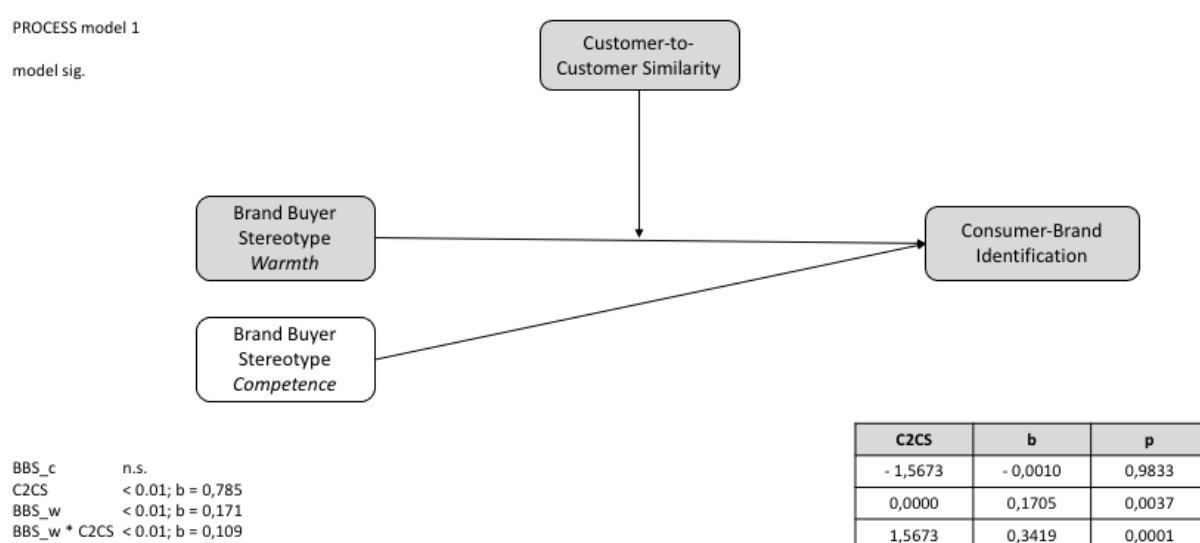 PROCESS model 1
model sig.
Customer-to-
Customer Similarity
Brand Buyer
Stereotype
Warmth
Consumer-Brand
Identification
Brand Buyer
Stereotype
Competence
BBS_c n.s.
C2CS < 0.01; b = 0,785
BBS_w < 0.01; b = 0,171
BBS_w * C2CS < 0.01; b = 0,109
C2CS b p
- 1,5673 - 0,0010 0,9833
0,0000 0,1705 0,0037
1,5673 0,3419 0,0001